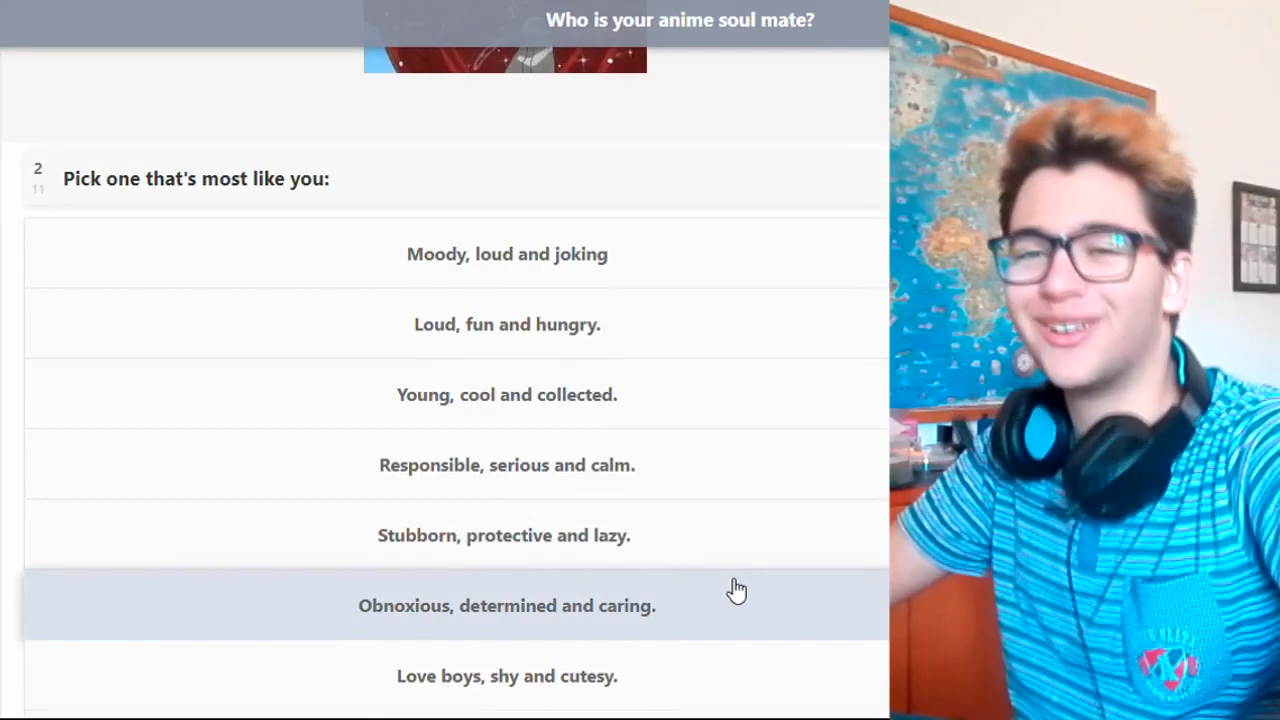 Who is your anime soul mate?
2
11
Pick one that's most like you:
Moody, loud and joking
Loud, fun and hungry.
Young, cool and collected.
Responsible, serious and calm.
Stubborn, protective and lazy.
Obnoxious, determined and caring.
Love boys, shy and cutesy.